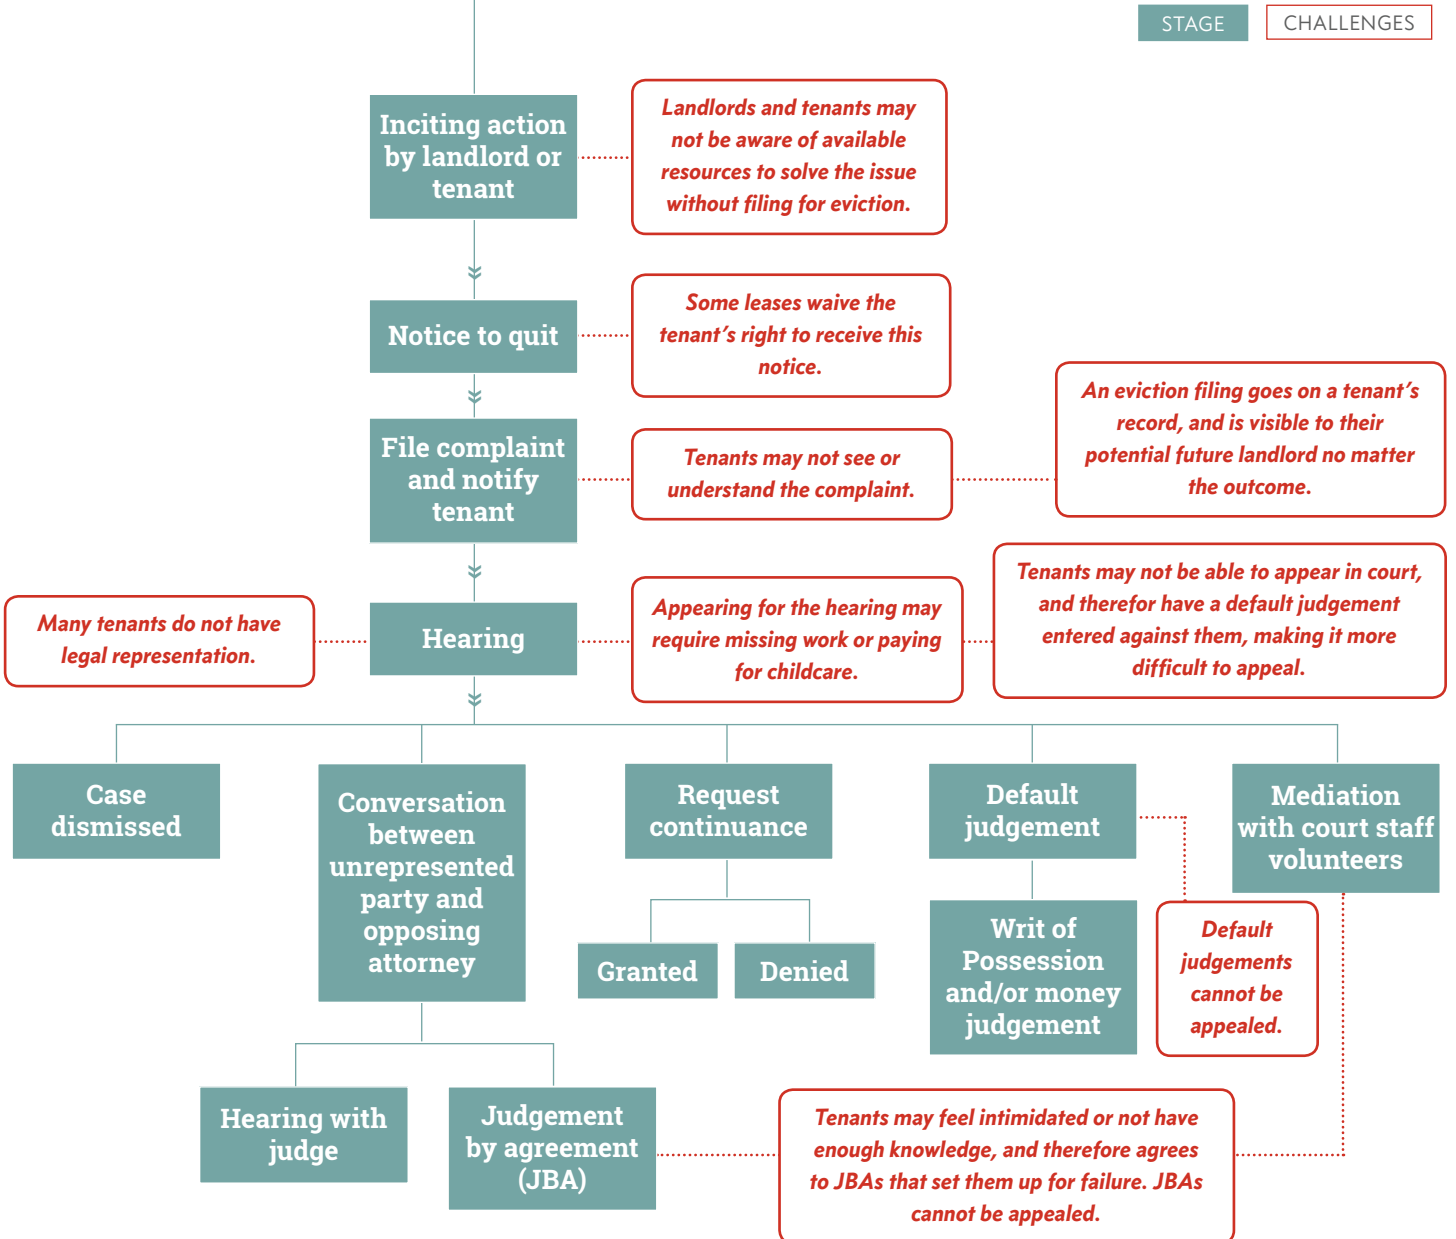 STAGE
CHALLENGES
Inciting action
by landlord or
tenant
Landlords and tenants may
not be aware of available
resources to solve the issue
without filing for eviction.
Notice to quit
Some leases waive the
tenant's right to receive this
notice.
File complaint
and notify
tenant
Tenants may not see or
understand the complaint.
An eviction filing goes on a tenant's
record, and is visible to their
potential future landlord no matter
the outcome.
Many tenants do not have
legal representation.
Hearing
Appearing for the hearing may
require missing work or paying
for childcare.
Tenants may not be able to appear in court,
and therefor have a default judgement
entered against them, making it more
difficult to appeal.
Case
dismissed
Conversation
between
unrepresented
party and
opposing
attorney
Request
continuance
Default
judgement
Mediation
with court staff
volunteers
Granted
Denied
Writ of
Possession
and/or money
judgement
Default
judgements
cannot be
appealed.
Hearing with
judge
Judgement
by agreement
(JBA)
Tenants may feel intimidated or not have
enough knowledge, and therefore agrees
to JBAs that set them up for failure. JBAs
cannot be appealed.